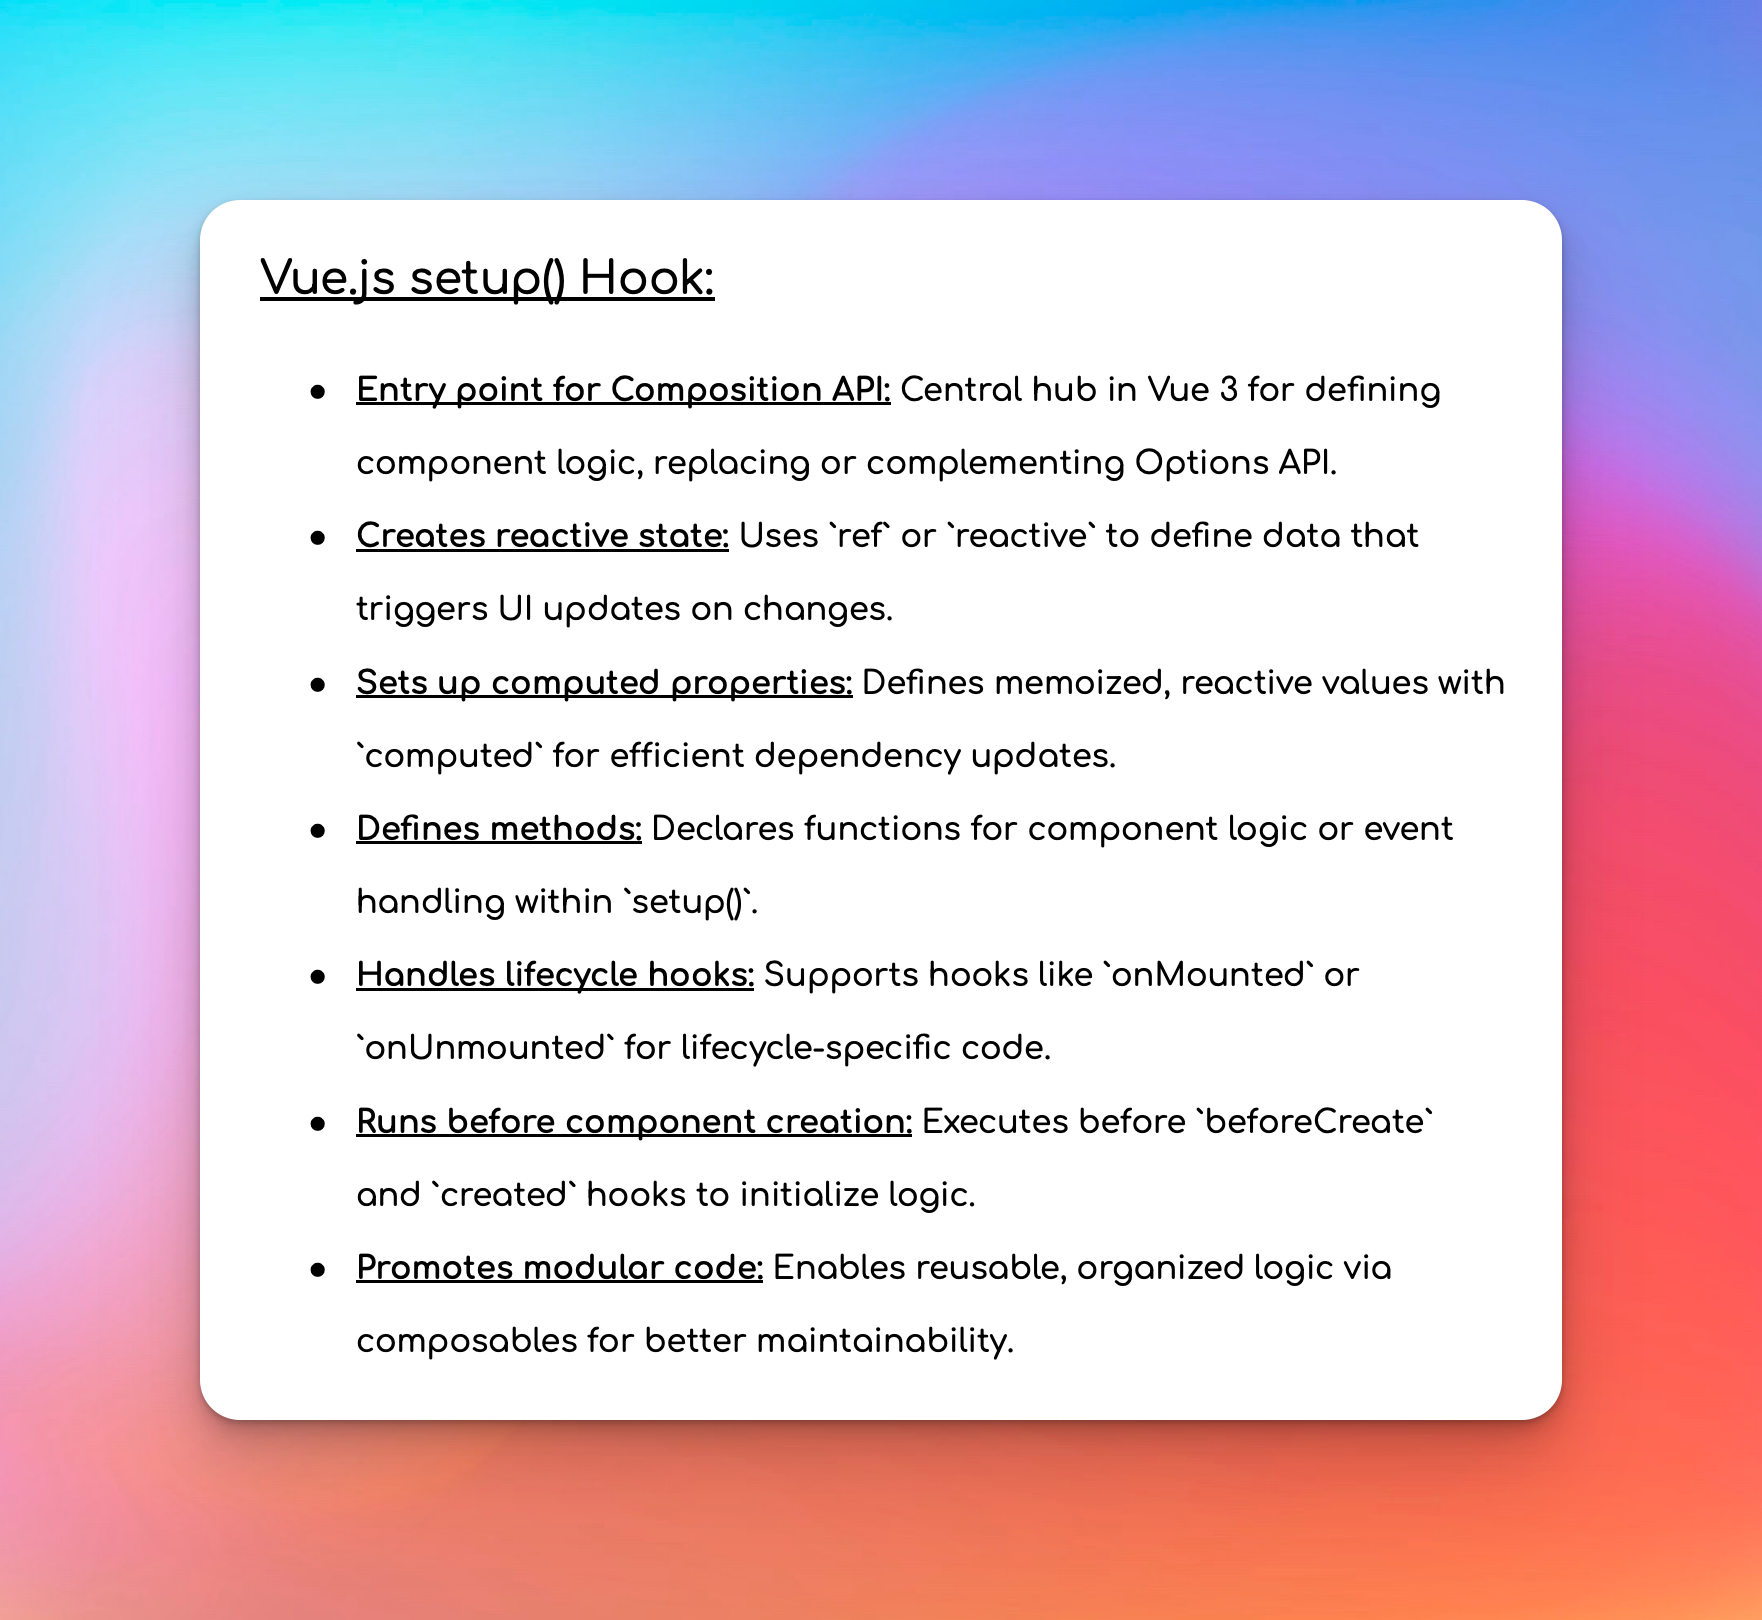 Vue.js setup() Hook:
● Entry point for Composition API: Central hub in Vue 3 for defining
component logic, replacing or complementing Options API.
● Creates reactive state: Uses `ref` or `reactive` to define data that
triggers UI updates on changes.
● Sets up computed properties: Defines memoized, reactive values with
`computed` for efficient dependency updates.
● Defines methods: Declares functions for component logic or event
handling within `setup()`.
● Handles lifecycle hooks: Supports hooks like `onMounted` or
`onUnmounted` for lifecycle-specific code.
● Runs before component creation: Executes before `beforeCreate`
and `created` hooks to initialize logic.
● Promotes modular code: Enables reusable, organized logic via
composables for better maintainability.